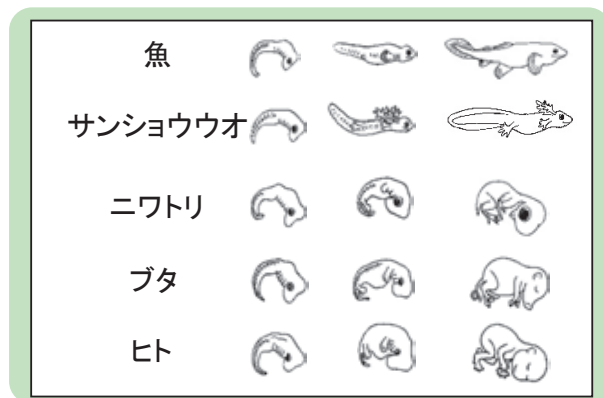 魚
サンショウウオ
ニワトリ
ブタ
ヒト